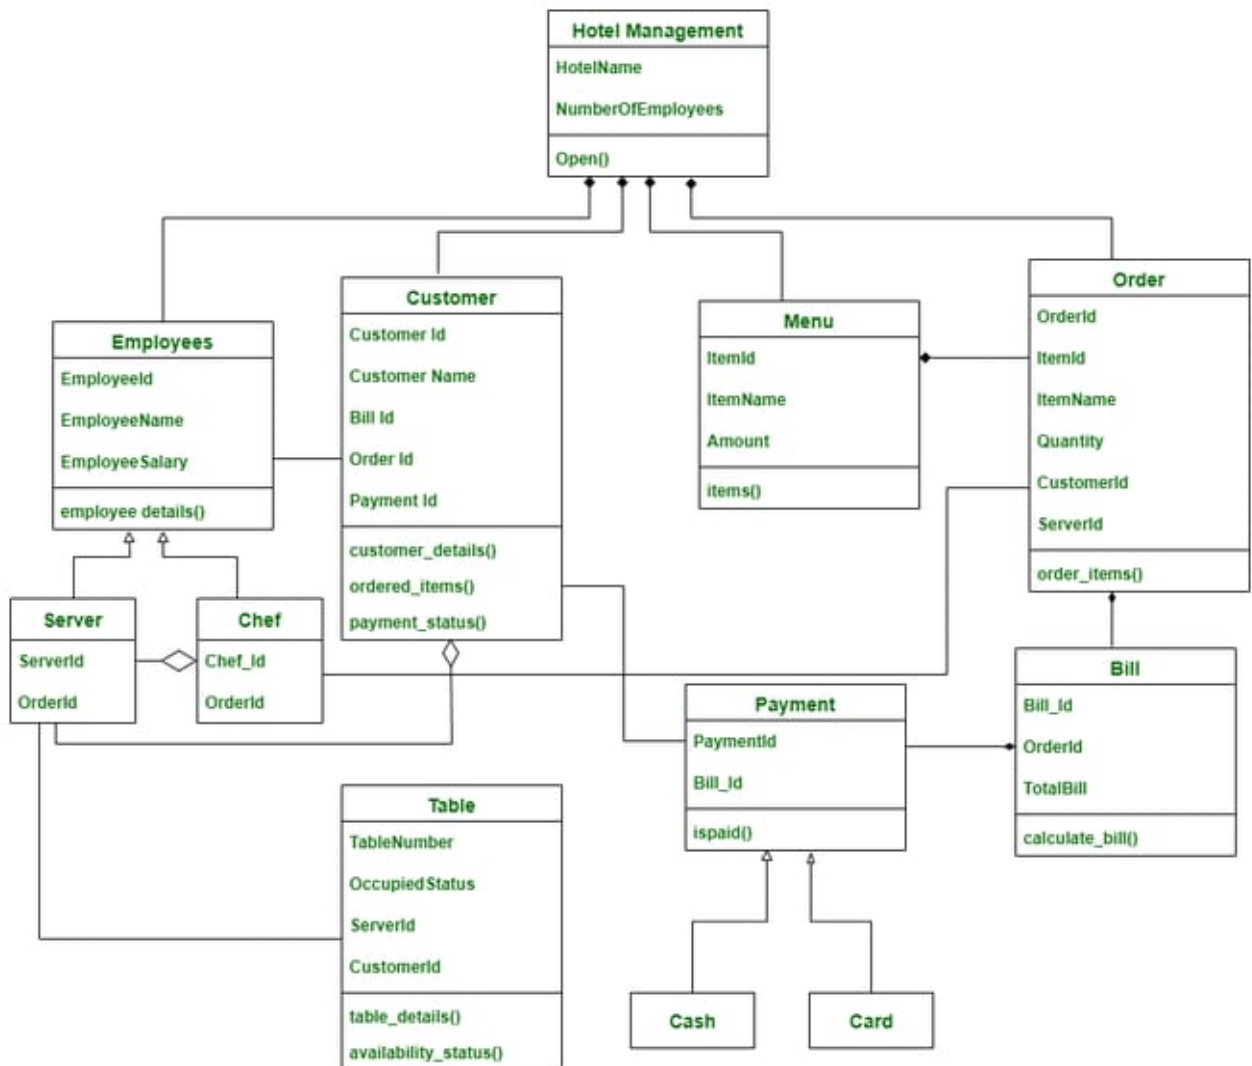 Hotel Management
HotelName
NumberOfEmployees
Open()
Employees
EmployeeId
EmployeeName
EmployeeSalary
employee details()
Customer
Customer Id
Customer Name
Bill Id
Order Id
Payment Id
customer_details()
ordered_items()
payment_status()
Menu
ItemId
ItemName
Amount
items()
Order
OrderId
ItemId
ItemName
Quantity
CustomerId
ServerId
order_items()
Server
ServerId
OrderId
Chef
Chef_Id
OrderId
Payment
PaymentId
Bill_Id
ispaid()
Bill
Bill_Id
OrderId
TotalBill
calculate_bill()
Table
TableNumber
OccupiedStatus
ServerId
CustomerId
table_details()
availability_status()
Cash
Card